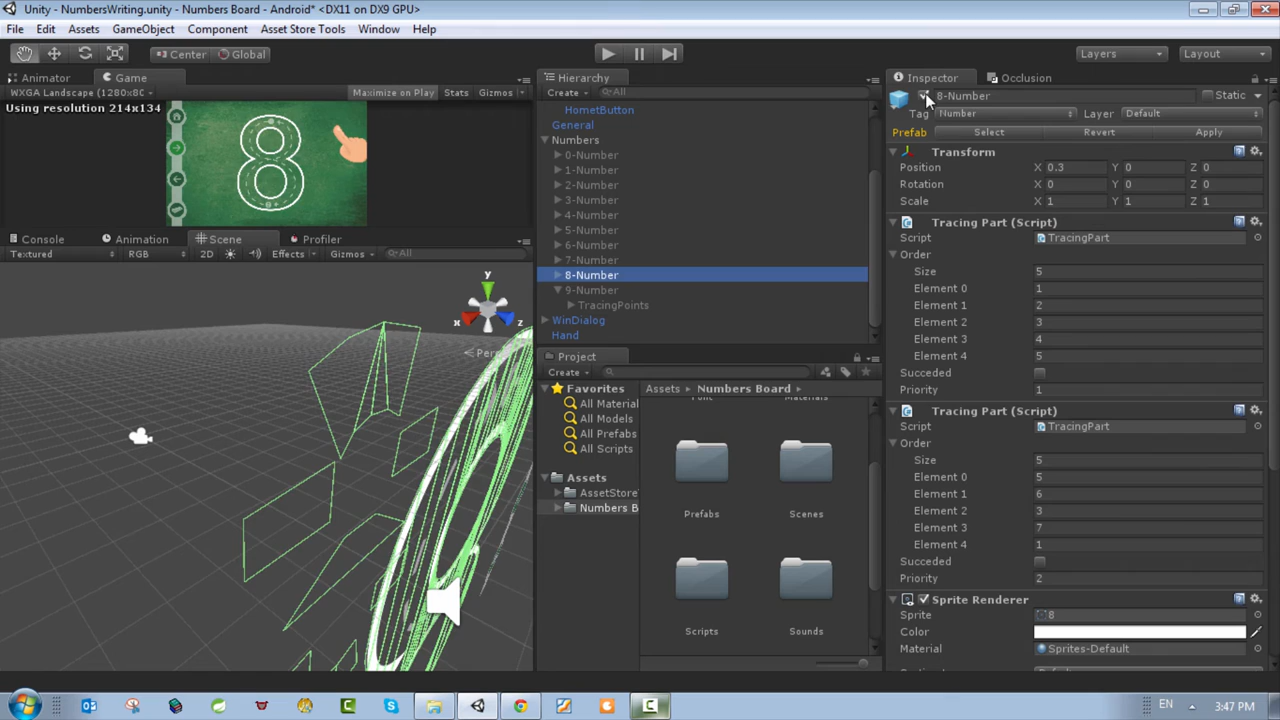 Unity - NumbersWriting.unity - Numbers Board - Android* <DX11 on DX9 GPU>
File Edit Assets GameObject Component Asset Store Tools Window Help
Center Global Layers Layout
Animator Game
WXGA Landscape (1280x80 Maximize on Play Stats Gizmos
Using resolution 214x134
8
Console Animation Scene Profiler
Textured RGB 2D Effects Gizmos All
y
x z
Pers
Hierarchy
Create All
HometButton
General
Numbers
0-Number
1-Number
2-Number
3-Number
4-Number
5-Number
6-Number
7-Number
8-Number
9-Number
TracingPoints
WinDialog
Hand
Project
Create
Favorites
All Material
All Models
All Prefabs
All Scripts
Assets
AssetStore
Numbers B
Assets Numbers Board
Font Materials
Prefabs Scenes
Scripts Sounds
Inspector Occlusion
8-Number Static
Tag Number Layer Default
Prefab Select Revert Apply
Transform
Position X 0.3 Y 0 Z 0
Rotation X 0 Y 0 Z 0
Scale X 1 Y 1 Z 1
Tracing Part (Script)
Script TracingPart
Order
Size 5
Element 0 1
Element 1 2
Element 2 3
Element 3 4
Element 4 5
Succeded
Priority 1
Tracing Part (Script)
Script TracingPart
Order
Size 5
Element 0 5
Element 1 6
Element 2 3
Element 3 7
Element 4 1
Succeded
Priority 2
Sprite Renderer
Sprite 8
Color
Material Sprites-Default
EN 3:47 PM